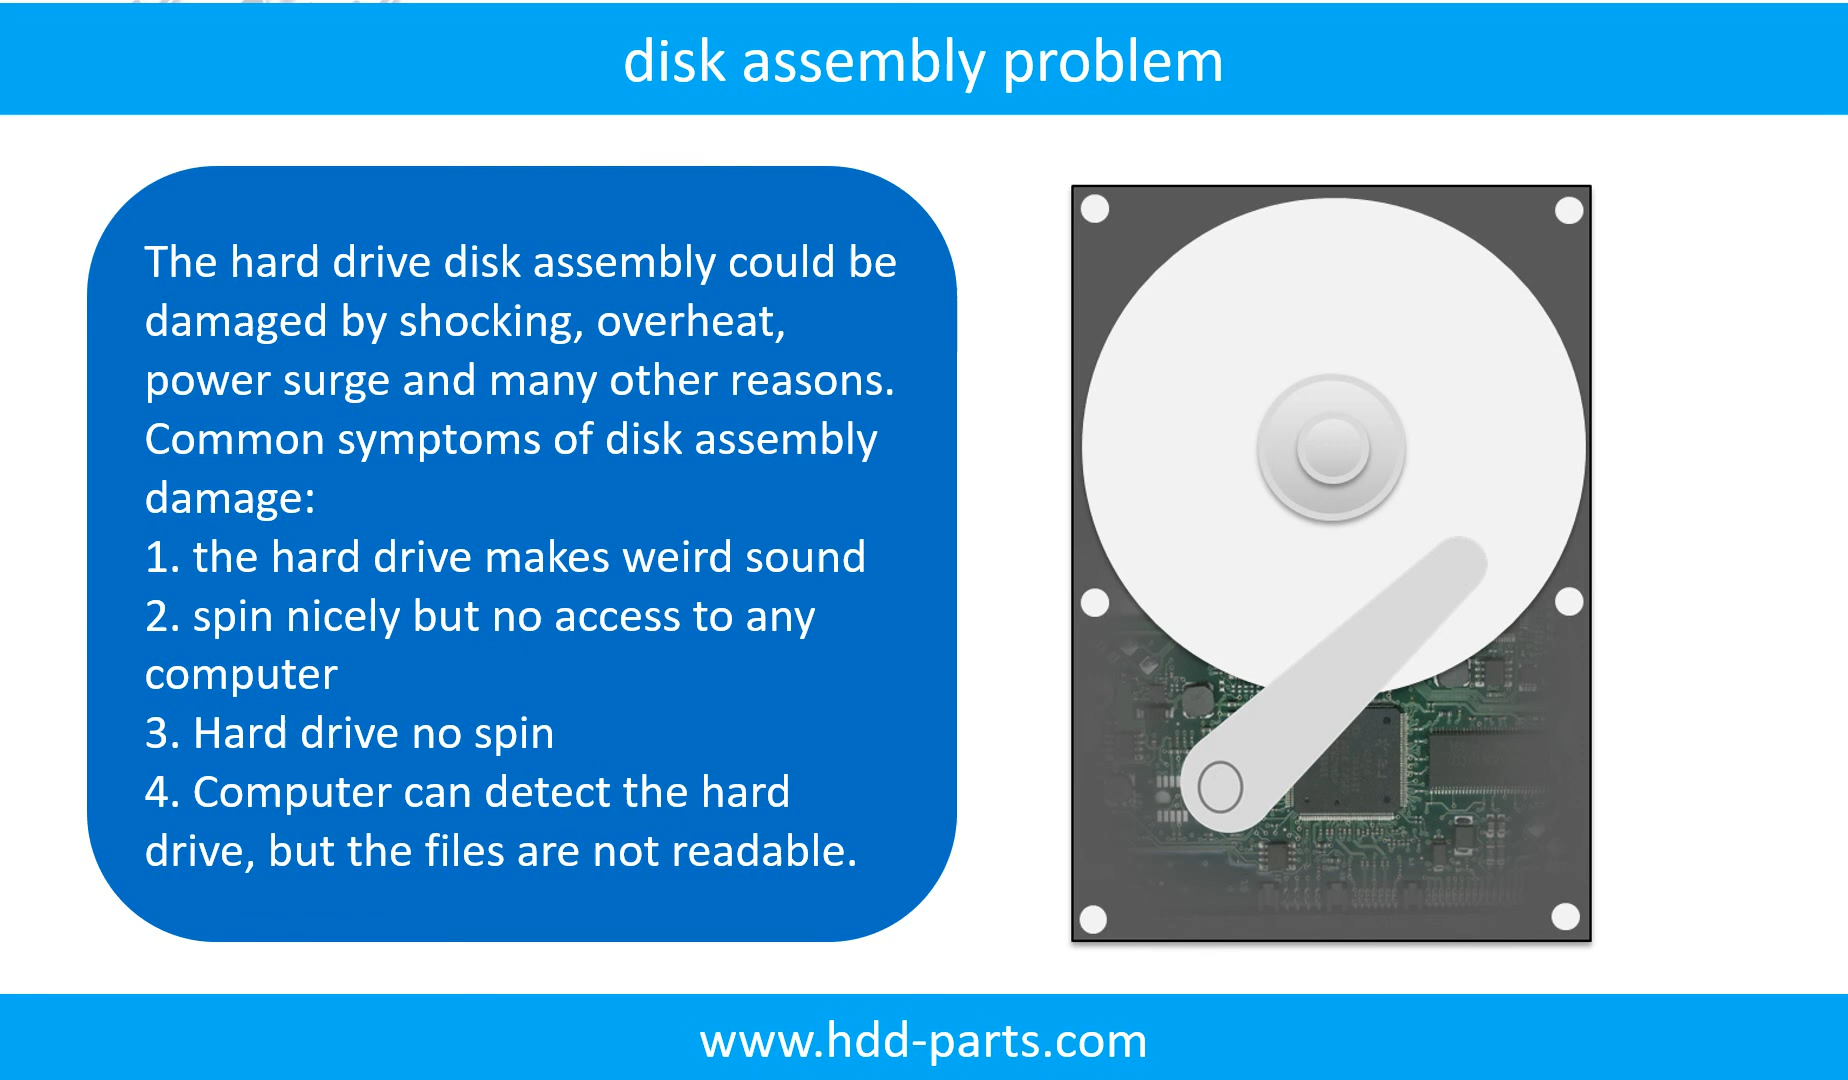 disk assembly problem
The hard drive disk assembly could be
damaged by shocking, overheat,
power surge and many other reasons.
Common symptoms of disk assembly
damage:
1. the hard drive makes weird sound
2. spin nicely but no access to any
computer
3. Hard drive no spin
4. Computer can detect the hard
drive, but the files are not readable.
www.hdd-parts.com